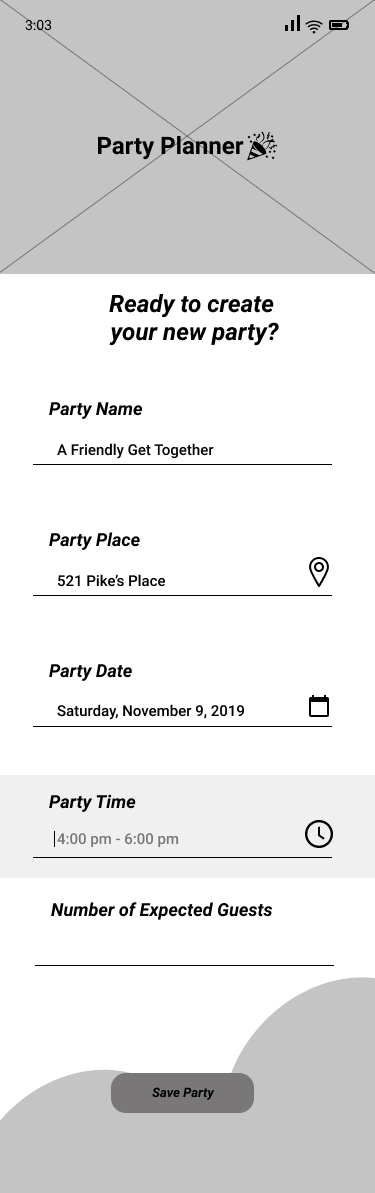 3:03
Party Planner
Ready to create
your new party?
Party Name
A Friendly Get Together
Party Place
521 Pike's Place
Party Date
Saturday, November 9, 2019
Party Time
4:00 pm - 6:00 pm
Number of Expected Guests
Save Party